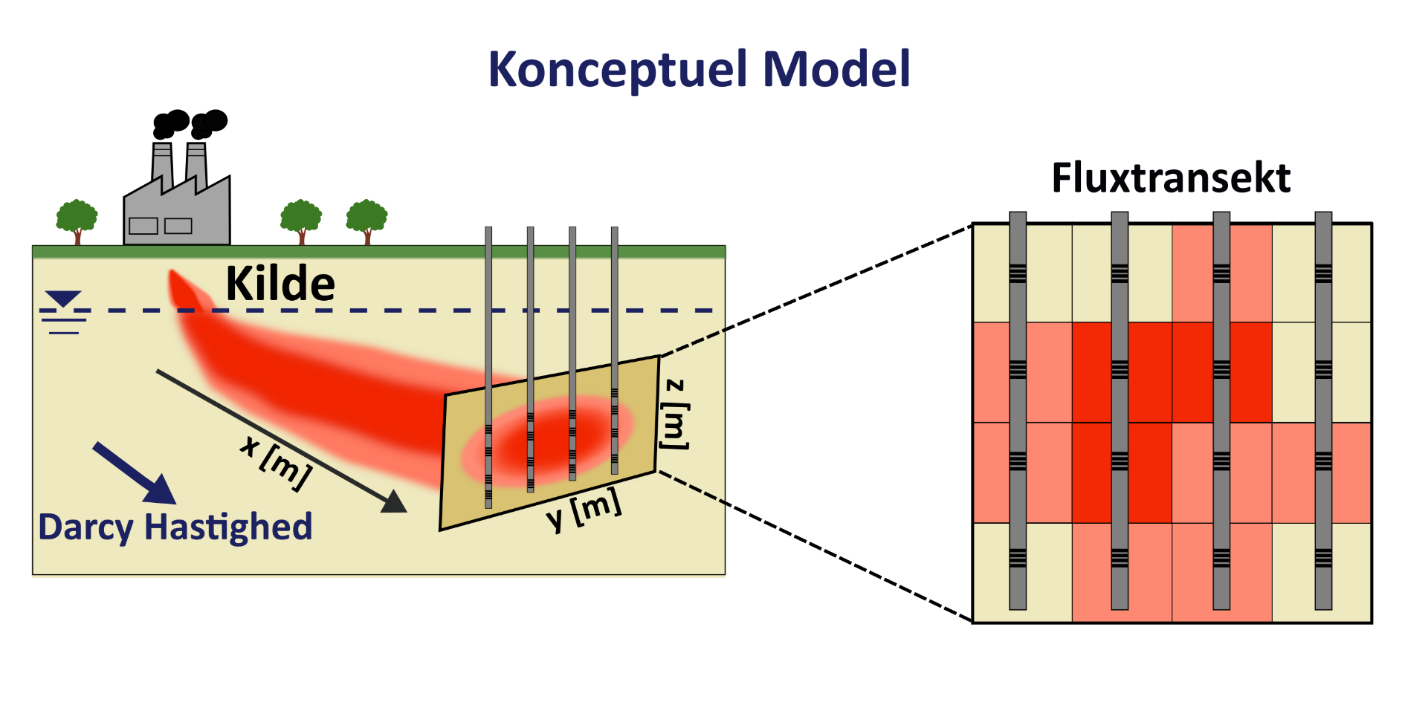 Konceptuel Model
Fluxtransekt
Kilde
x [m]
y [m]
z [m]
Darcy Hastighed